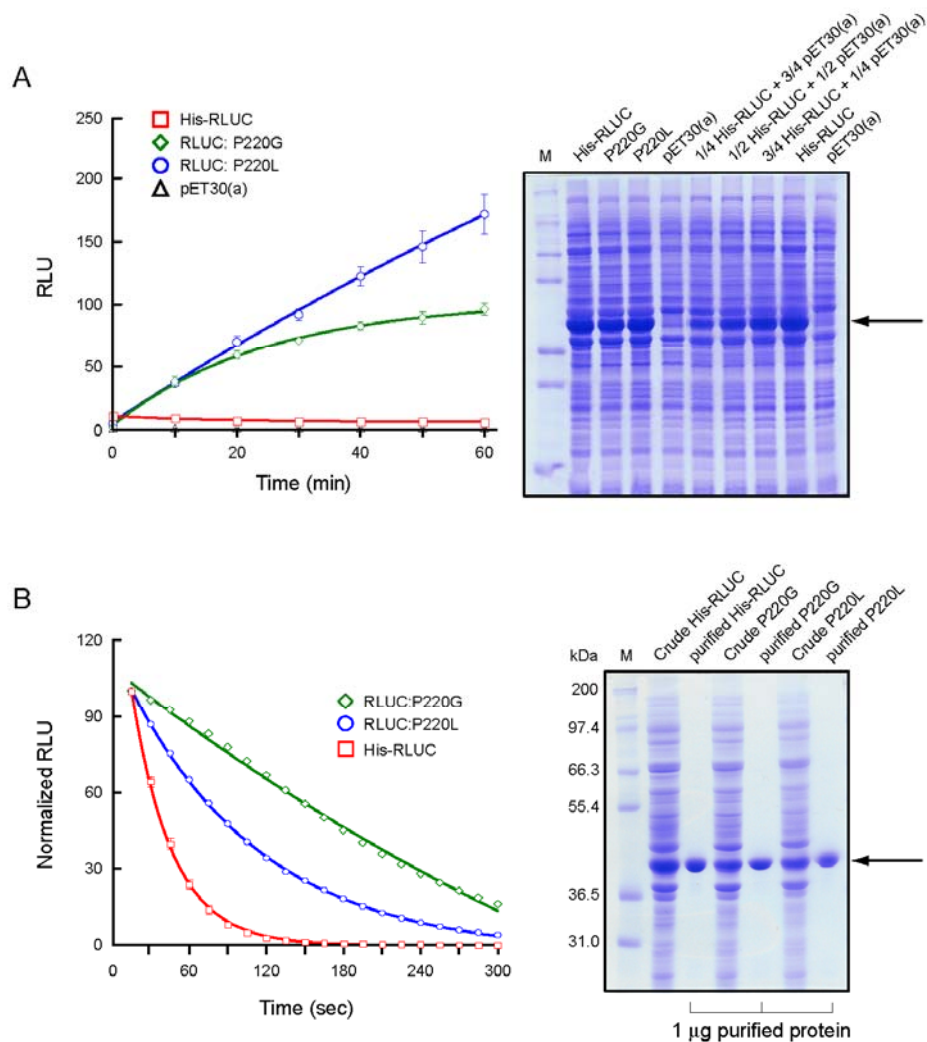 A
250
200
150
100
50
0
RLU
His-RLUC
RLUC: P220G
RLUC: P220L
pET30(a)
0
20
40
60
Time (min)
M
His-RLUC
P220G
P220L
pET30(a)
1/4 His-RLUC + 3/4 pET30(a)
1/2 His-RLUC + 1/2 pET30(a)
3/4 His-RLUC + 1/4 pET30(a)
His-RLUC
pET30(a)
B
120
90
60
30
0
Normalized RLU
RLUC:P220G
RLUC:P220L
His-RLUC
0
60
120
180
240
300
Time (sec)
kDa
M
Crude His-RLUC
purified His-RLUC
Crude P220G
purified P220G
Crude P220L
purified P220L
200
97.4
66.3
55.4
36.5
31.0
1 μg purified protein